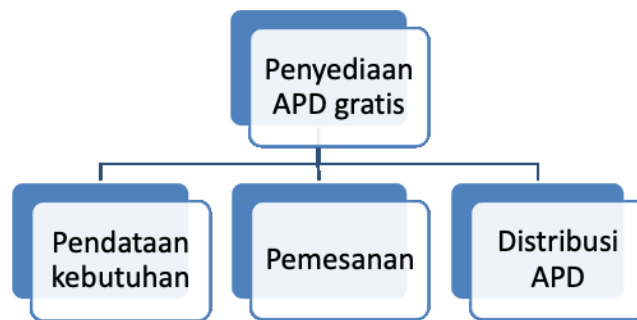 Penyediaan
APD gratis
Pendataan
kebutuhan
Pemesanan
Distribusi
APD